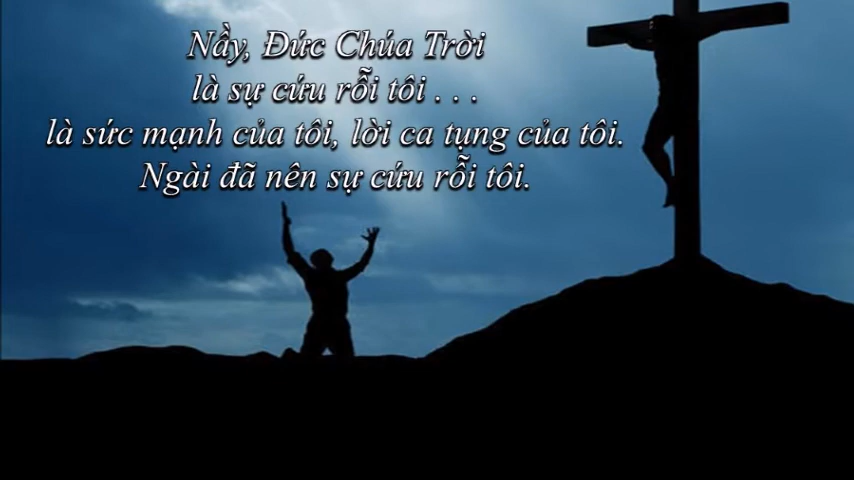 Nầy, Đức Chúa Trời
là sự cứu rỗi tôi . . .
là sức mạnh của tôi, lời ca tụng của tôi.
Ngài đã nên sự cứu rỗi tôi.